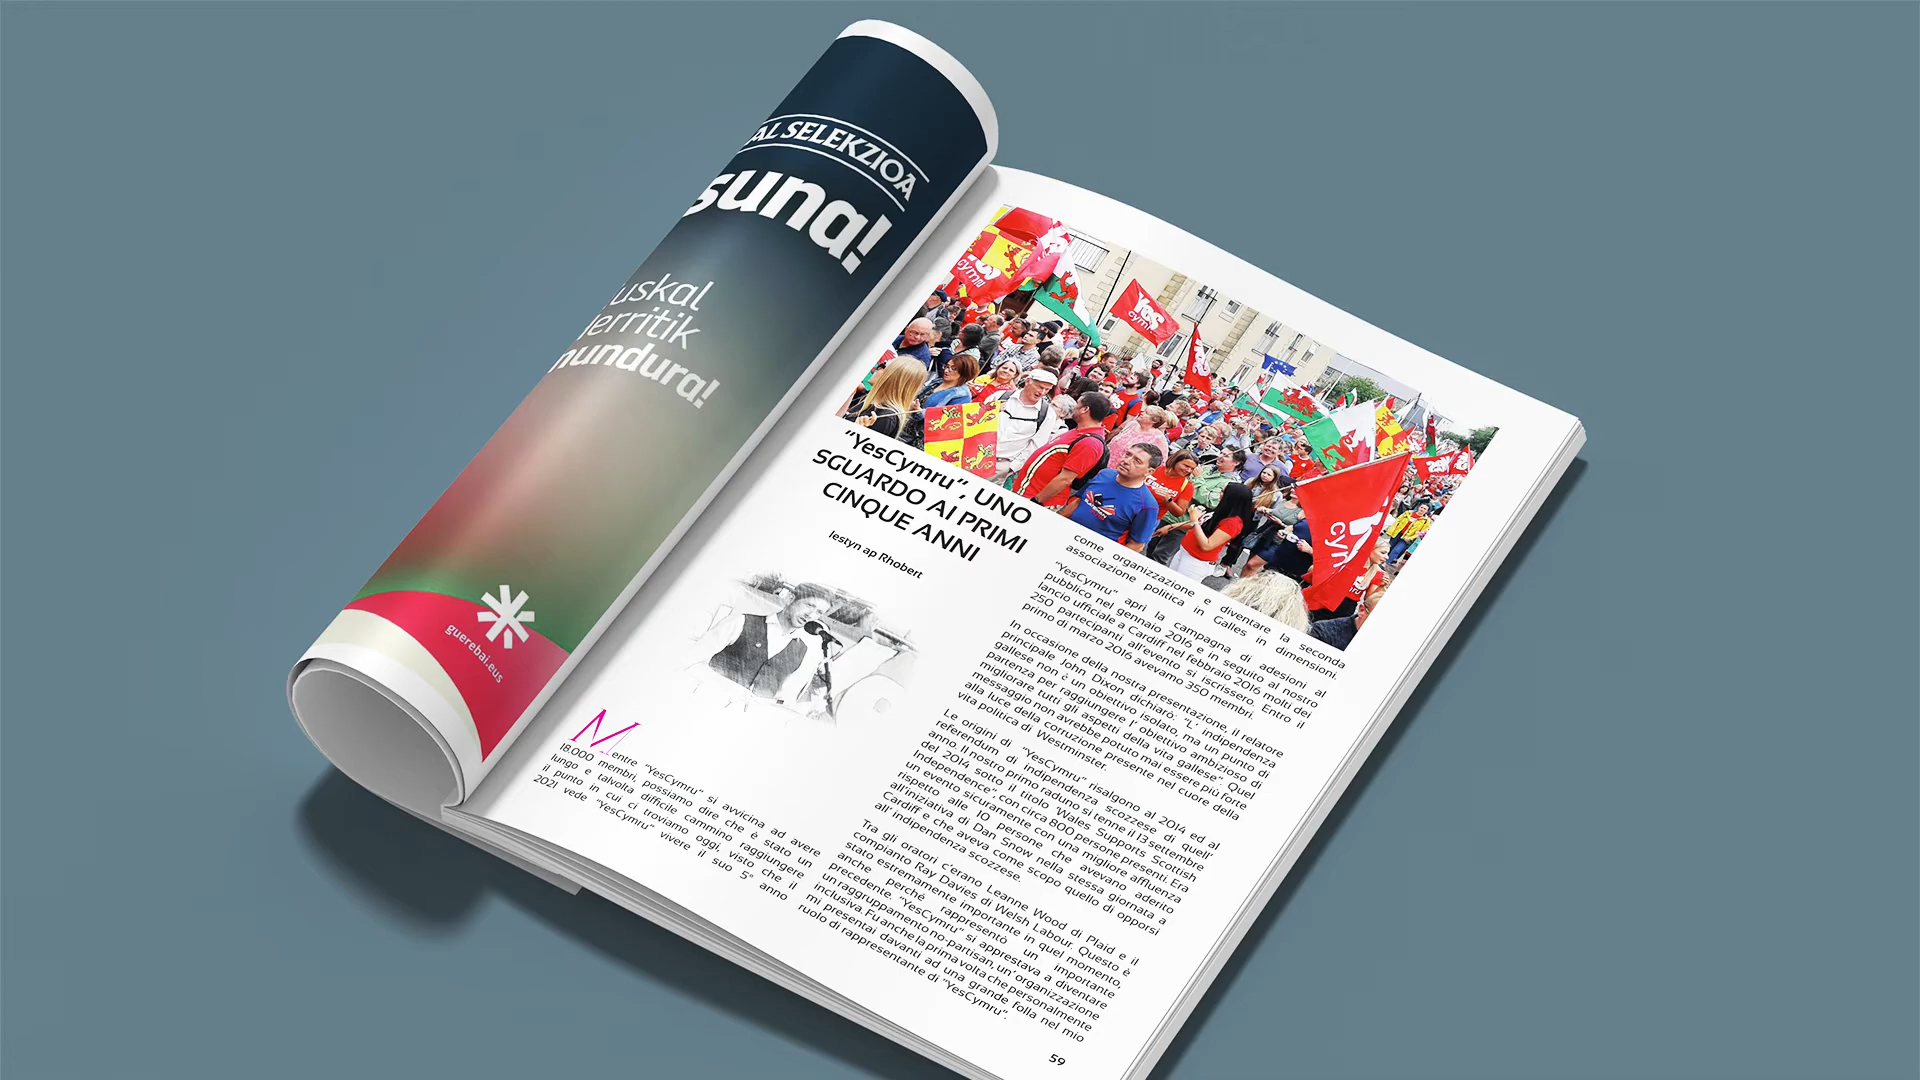 AL SELEKZIOA
suna!
uskal
erritik
mundura!
guerebai.eus
"YesCymru", UNO
SGUARDO AI PRIMI
CINQUE ANNI
Iestyn ap Rhobert
Mentre "YesCymru" si avvicina ad avere
18.000 membri, possiamo dire che è stato un
lungo e talvolta difficile cammino raggiungere
il punto in cui ci troviamo oggi, visto che il
2021 vede "YesCymru" vivere il suo 5° anno
come organizzazione e diventare la seconda
associazione politica in Galles in dimensioni.
"YesCymru" aprì la campagna di adesioni al
pubblico nel gennaio 2016 e in seguito al nostro
lancio ufficiale a Cardiff nel febbraio 2016 molti dei
250 partecipanti all'evento si iscrissero. Entro il
primo di marzo 2016 avevamo 350 membri.
In occasione della nostra presentazione, il relatore
principale John Dixon dichiarò: "L' indipendenza
gallese non è un obiettivo isolato, ma un punto di
partenza per raggiungere l' obiettivo ambizioso di
migliorare tutti gli aspetti della vita gallese". Quel
messaggio non avrebbe potuto mai essere più forte
alla luce della corruzione presente nel cuore della
vita politica di Westminster.
Le origini di "YesCymru" risalgono al 2014 ed al
referendum di indipendenza scozzese di quell'
anno. Il nostro primo raduno si tenne il 13 settembre
del 2014 sotto il titolo "Wales Supports Scottish
Independence", con circa 800 persone presenti. Era
un evento sicuramente con una migliore affluenza
rispetto alle 10 persone che avevano aderito
all'iniziativa di Dan Snow nella stessa giornata a
Cardiff e che aveva come scopo quello di opporsi
all' indipendenza scozzese.
Tra gli oratori c'erano Leanne Wood di Plaid e il
compianto Ray Davies di Welsh Labour. Questo è
stato estremamente importante in quel momento,
anche perché rappresentò un importante
precedente. "YesCymru" si apprestava a diventare
un raggruppamento no-partisan, un'organizzazione
inclusiva. Fu anche la prima volta che personalmente
mi presentai davanti ad una grande folla nel mio
ruolo di rappresentante di "YesCymru".
59
Yes
cymru